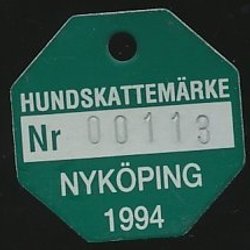 HUNDSKATTEMÄRKE
Nr 00113
NYKÖPING
1994